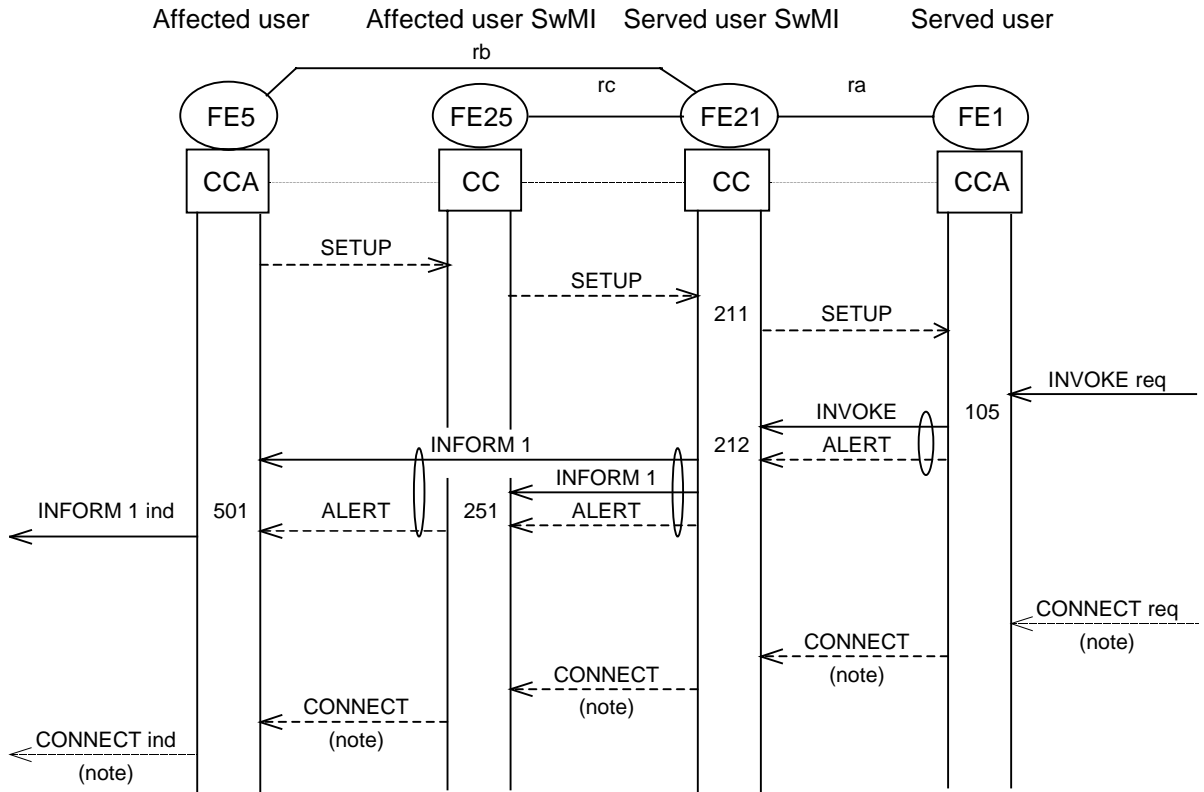 Affected user Affected user SwMI Served user SwMI Served user
rb
rc ra
FE5 FE25 FE21 FE1
CCA CC CC CCA
SETUP
SETUP
211 SETUP
INVOKE req
INVOKE 105
INFORM 1 212 ALERT
INFORM 1
INFORM 1 ind 501 ALERT 251 ALERT
CONNECT req
(note)
CONNECT
(note)
CONNECT
(note)
CONNECT
(note)
CONNECT ind
(note)